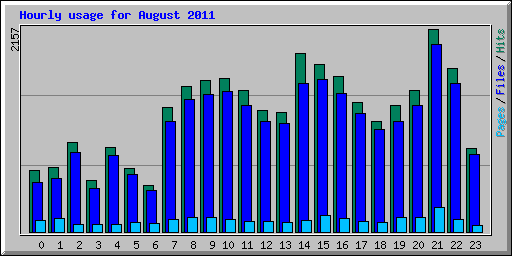 Hourly usage for August 2011
2157
Pages / Files / Hits
0 1 2 3 4 5 6 7 8 9 10 11 12 13 14 15 16 17 18 19 20 21 22 23